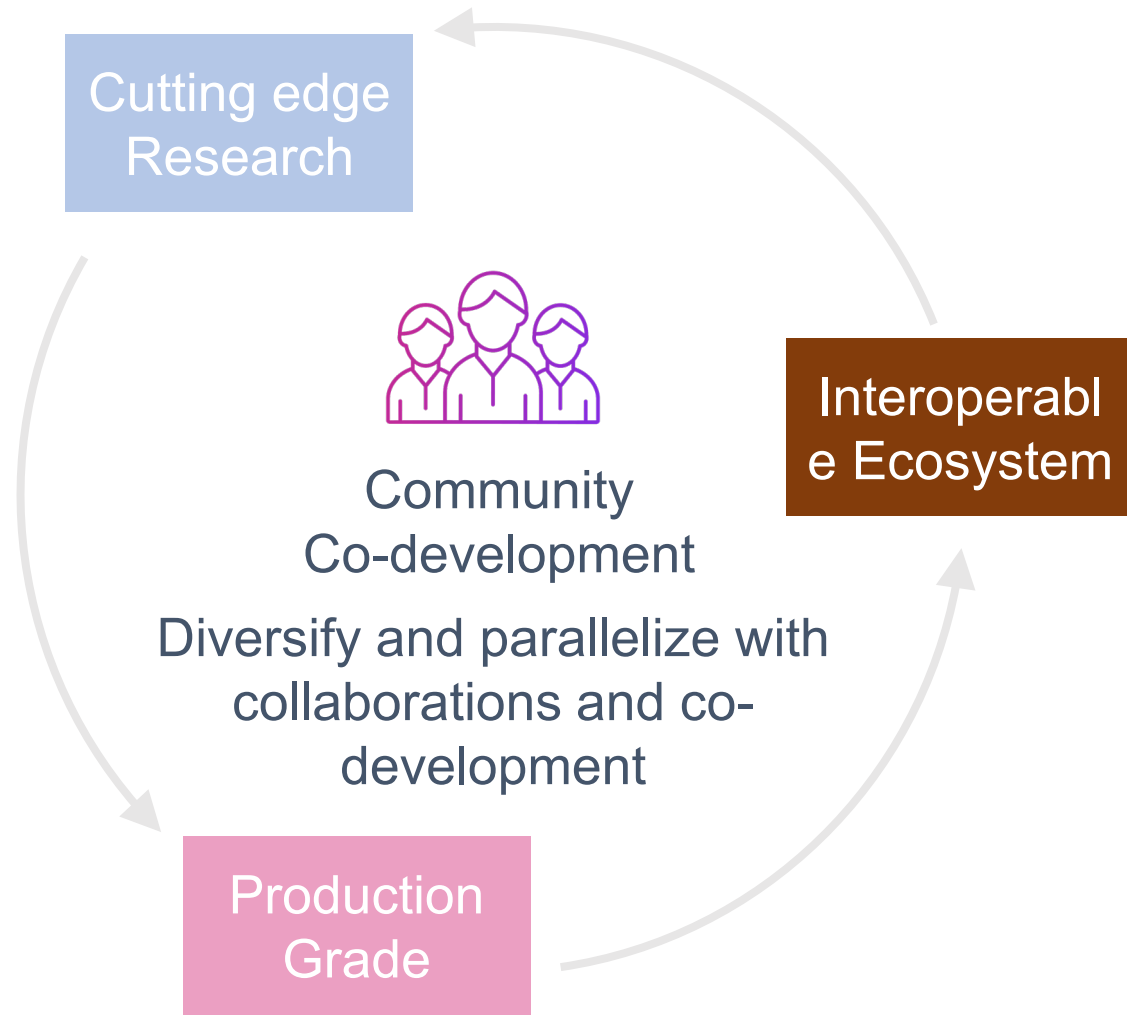 Cutting edge
Research
Interoperabl
e Ecosystem
Community
Co-development
Diversify and parallelize with
collaborations and co-
development
Production
Grade